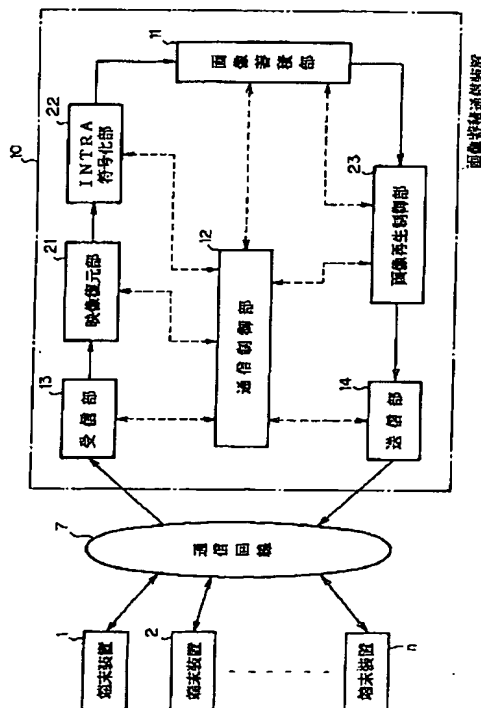 10
受信部
13
映像復元部
21
INTRA
符号化部
22
画像蓄積部
11
通信制御部
12
画像再生制御部
23
送信部
14
通信回線
7
端末装置
1
端末装置
2
端末装置
n
画像蓄積通信装置